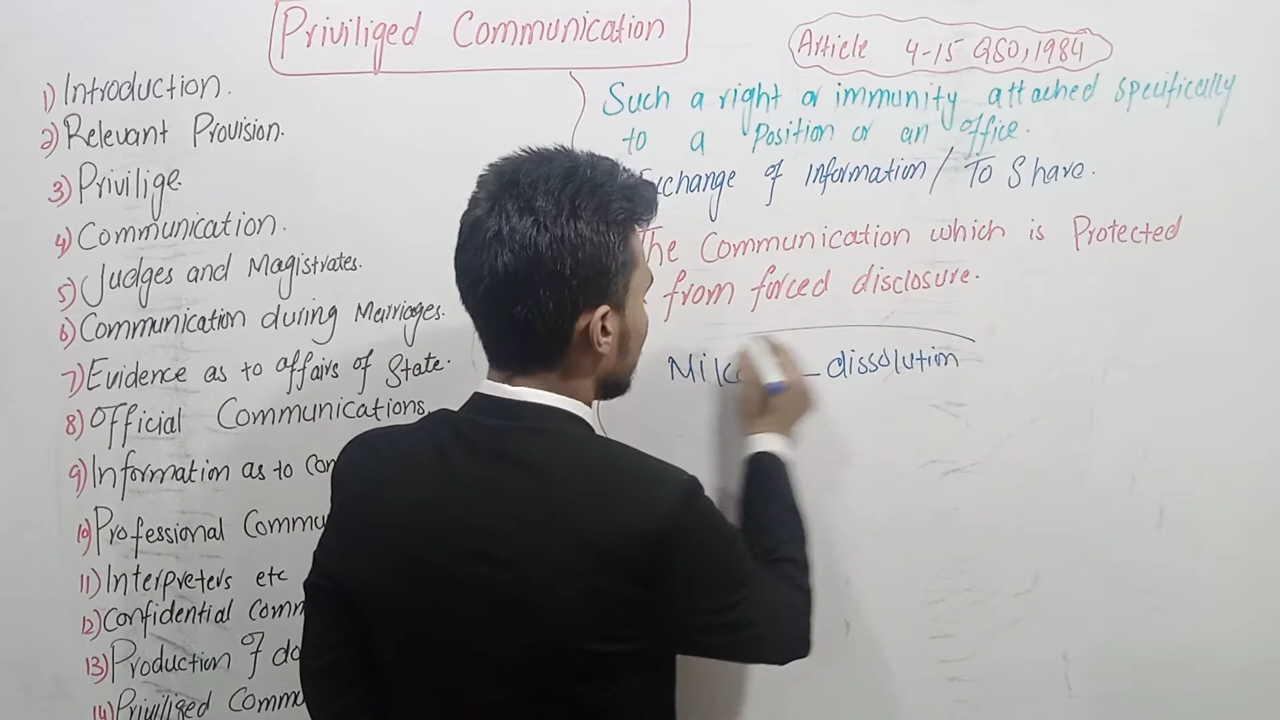 Priviliged Communication
Article 4-15 QSO, 1984
1) Introduction.
2) Relevant Provision.
3) Privilige.
4) Communication.
5) Judges and Magistrates.
6) Communication during Marriages.
7) Evidence as to affairs of State.
8) Official Communications.
9) Information as to Com
10) Professional Commu
11) Interpreters etc
12) Confidential Comm
13) Production of do
14) Priviliged Commu
Such a right or immunity attached specifically
to a Position or an office.
Exchange of Information / To Share.
The Communication which is Protected
from forced disclosure.
dissolution